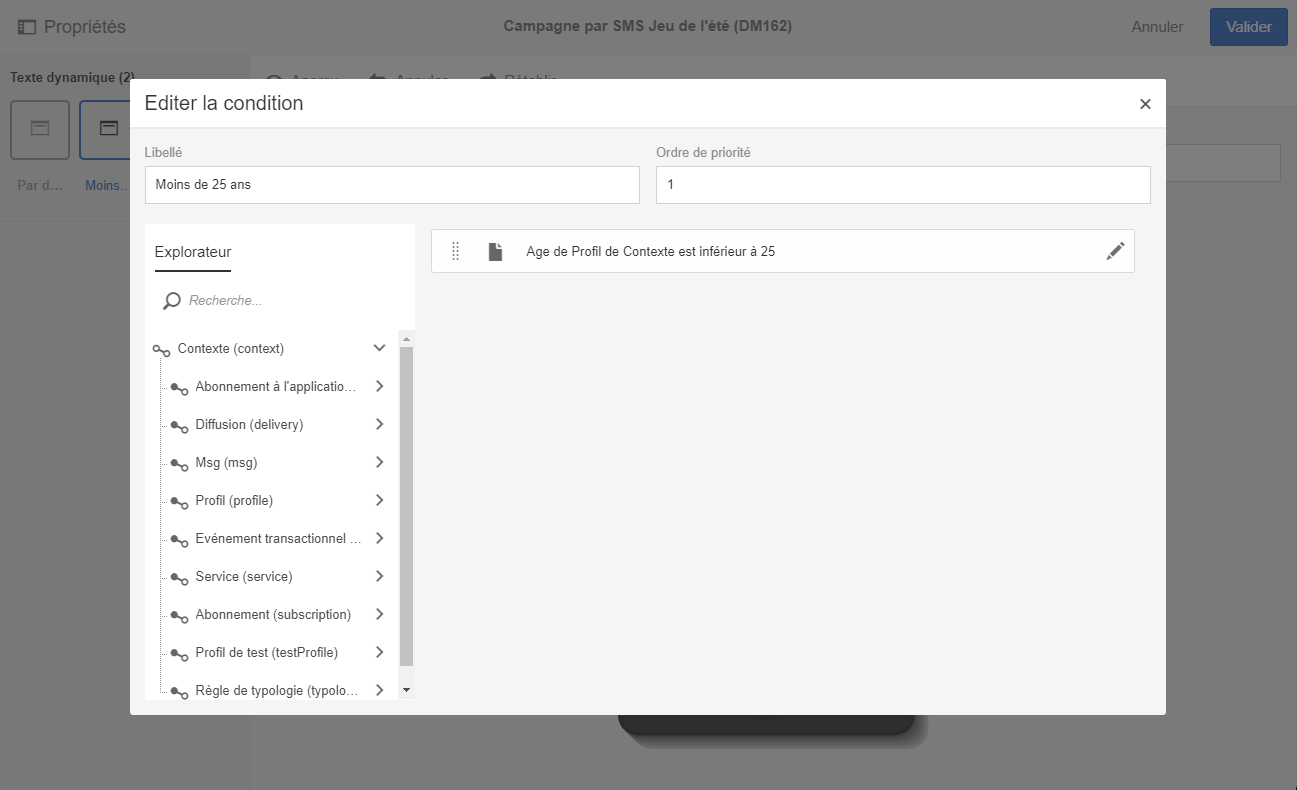 Propriétés
Campagne par SMS Jeu de l'été (DM162)
Annuler
Valider
Texte dynamique (2)
Par d...
Moins...
Editer la condition
Libellé
Ordre de priorité
Moins de 25 ans
1
Explorateur
Recherche...
Age de Profil de Contexte est inférieur à 25
Contexte (context)
Abonnement à l'applicatio...
Diffusion (delivery)
Msg (msg)
Profil (profile)
Evénement transactionnel ...
Service (service)
Abonnement (subscription)
Profil de test (testProfile)
Règle de typologie (typolo...